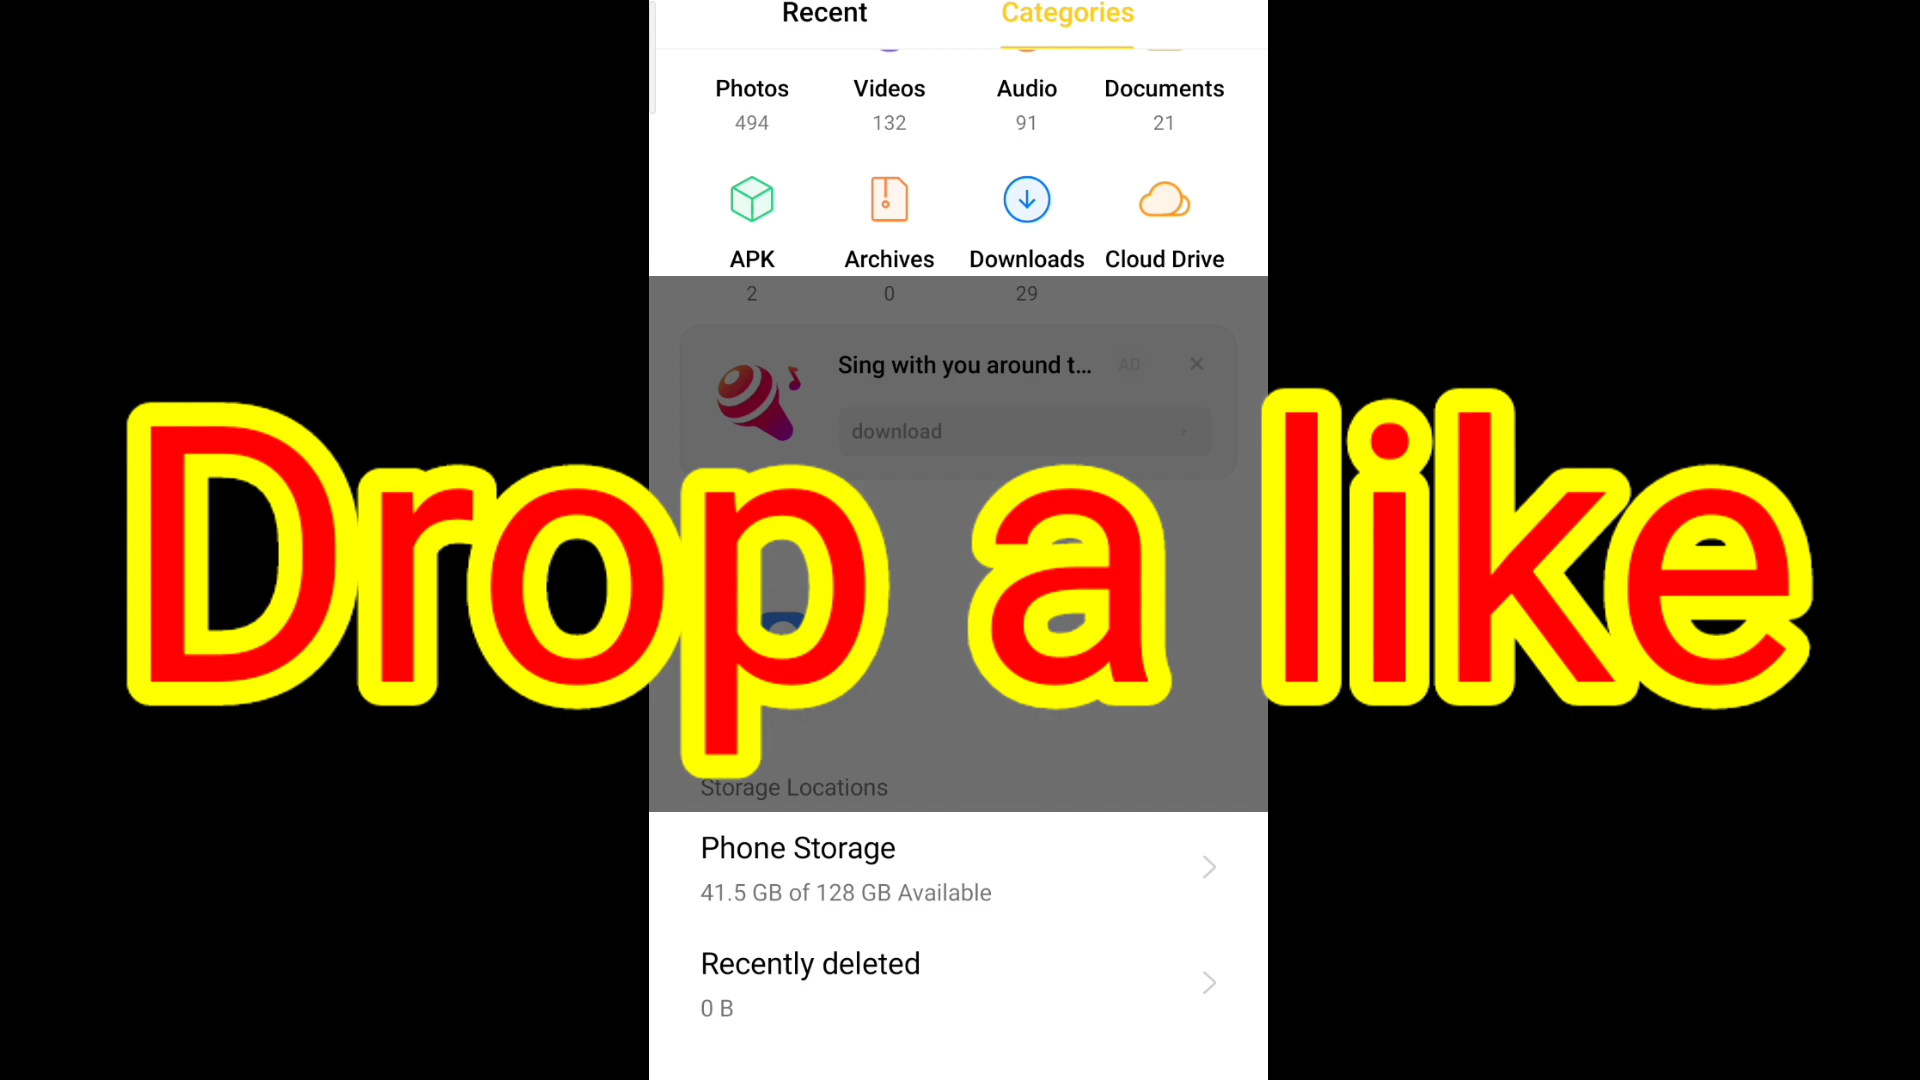 Recent Categories
Photos Videos Audio Documents
494 132 91 21
APK Archives Downloads Cloud Drive
2 0 29
Sing with you around t... AD
download
Drop a like
Storage Locations
Phone Storage
41.5 GB of 128 GB Available
Recently deleted
0 B